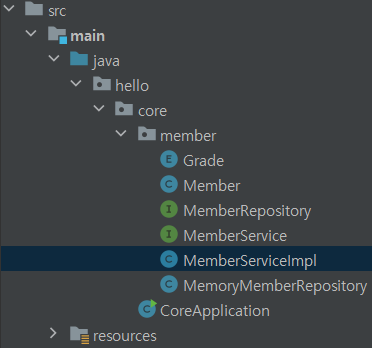 src
main
java
hello
core
member
E Grade
C Member
I MemberRepository
I MemberService
C MemberServiceImpl
C MemoryMemberRepository
C CoreApplication
resources